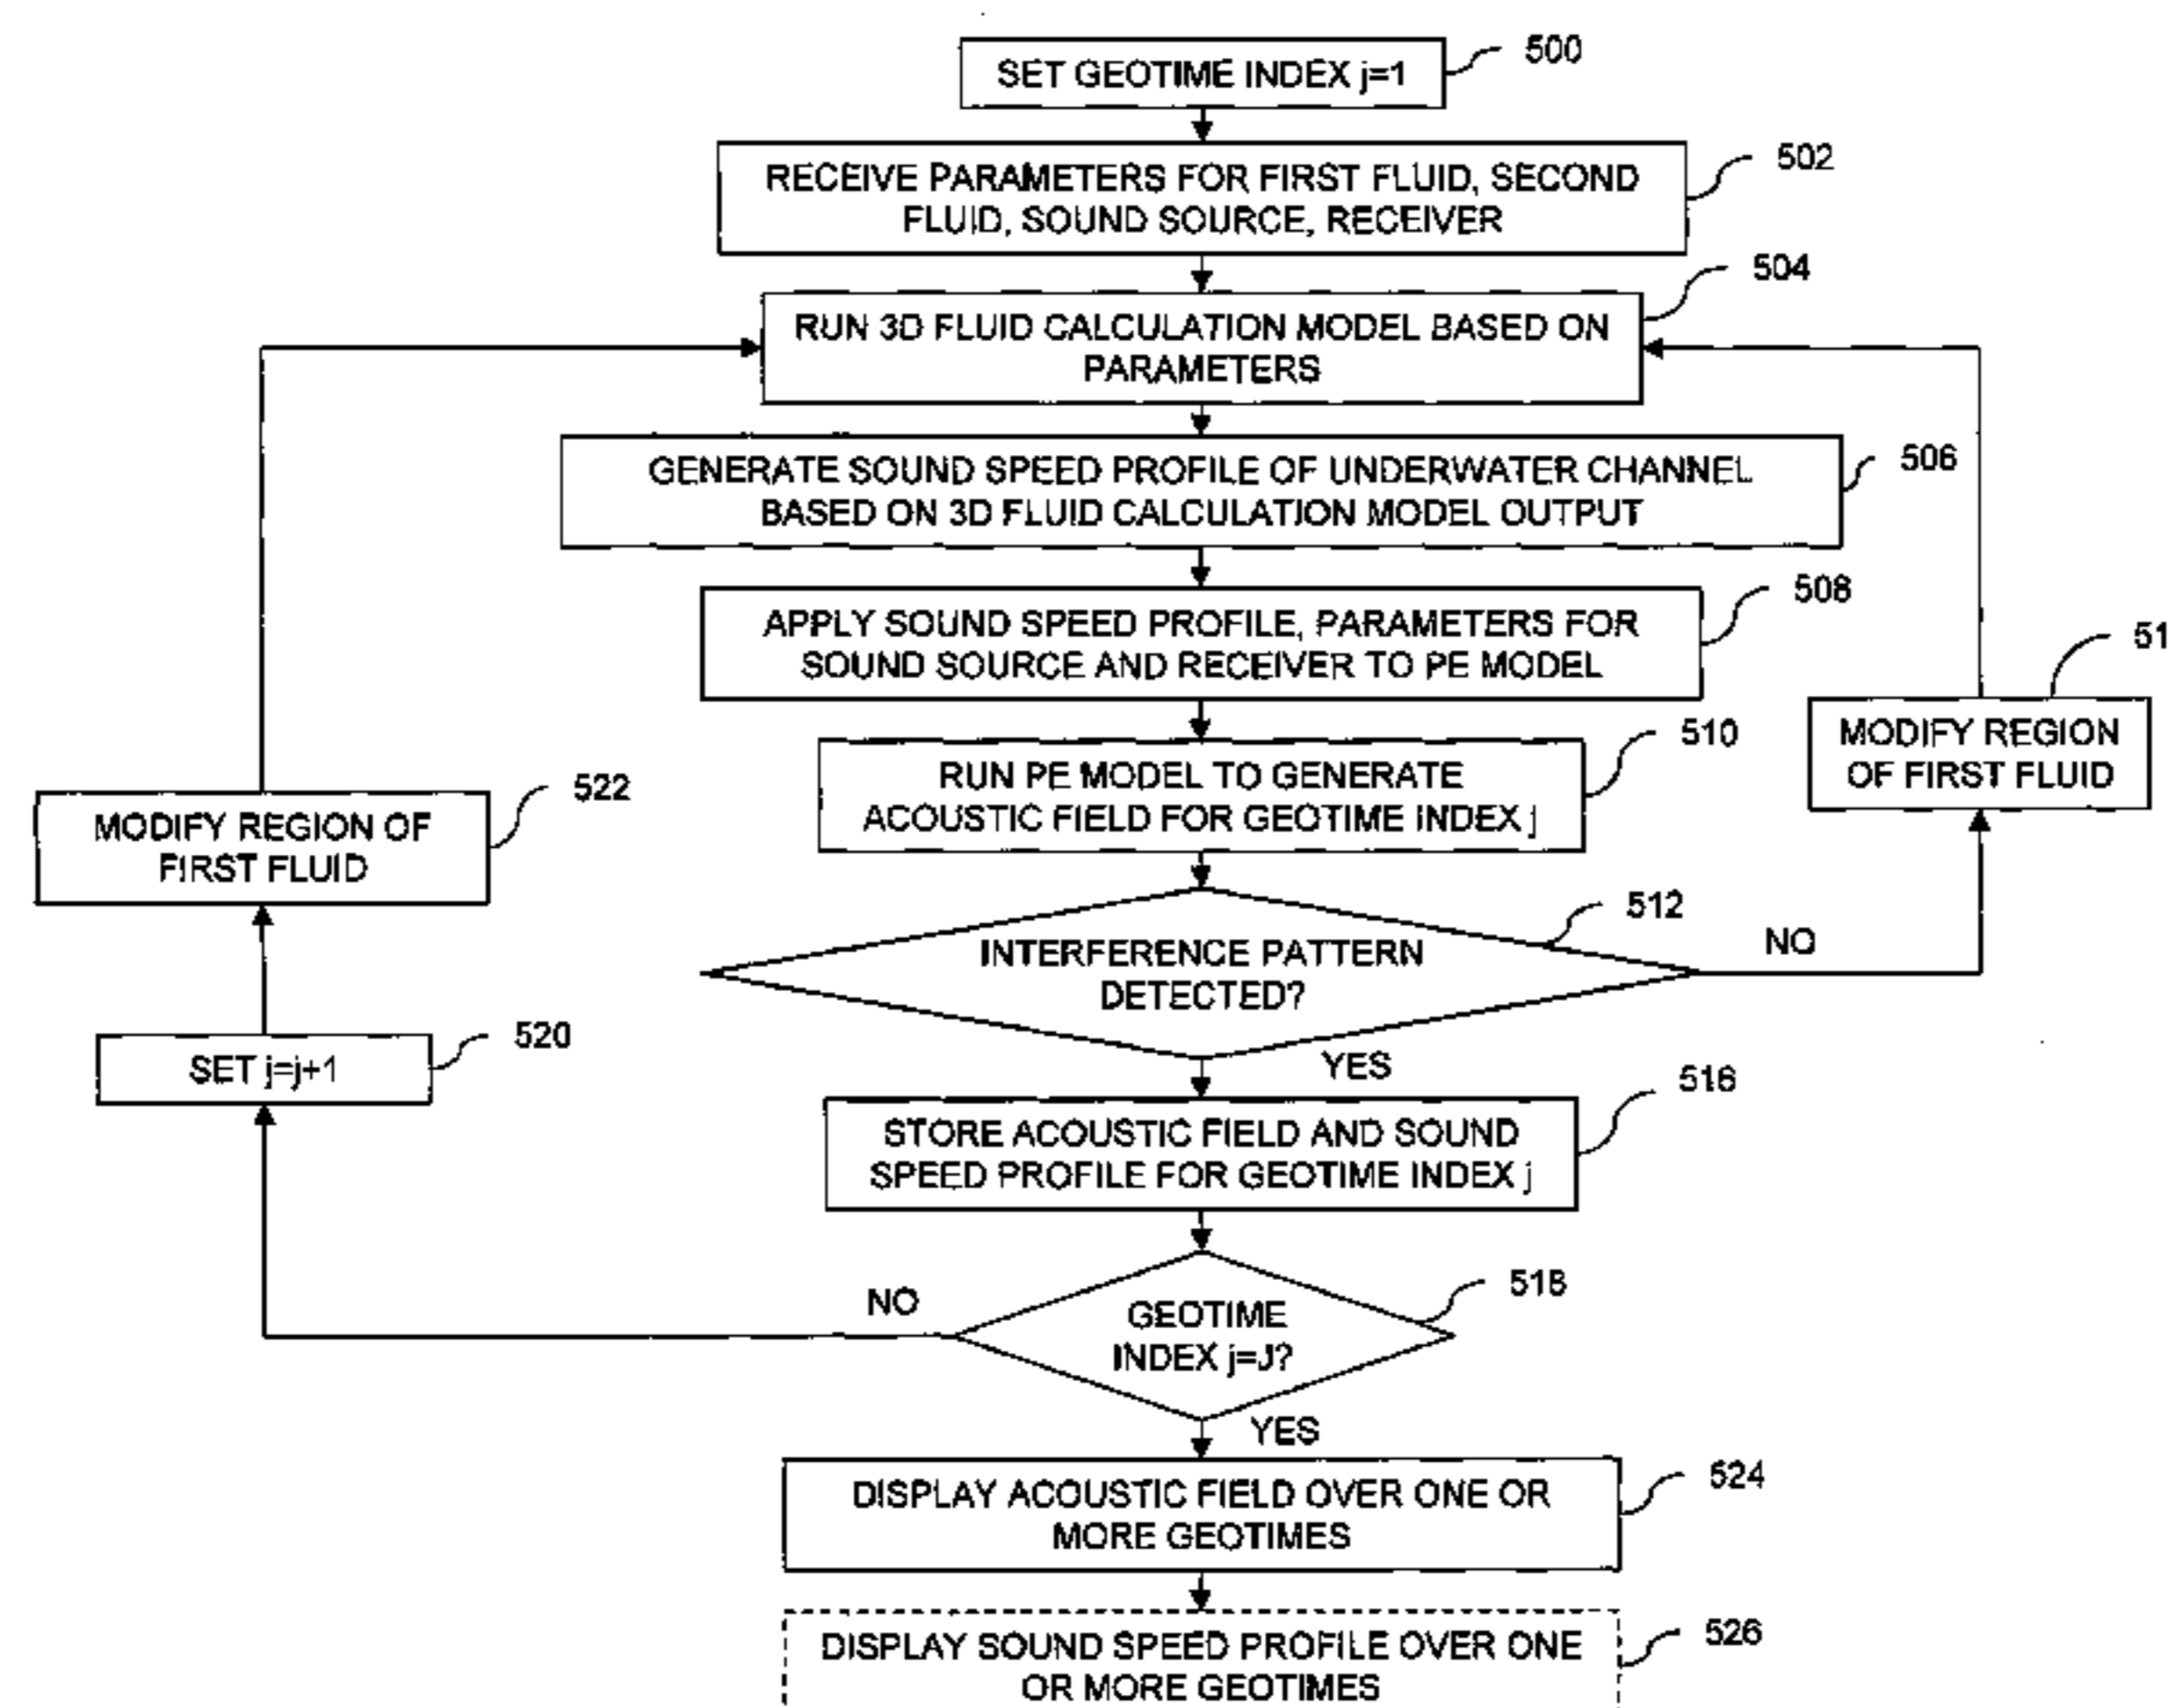 SET GEOTIME INDEX j=1
500
RECEIVE PARAMETERS FOR FIRST FLUID, SECOND
FLUID, SOUND SOURCE, RECEIVER
502
RUN 3D FLUID CALCULATION MODEL BASED ON
PARAMETERS
504
GENERATE SOUND SPEED PROFILE OF UNDERWATER CHANNEL
BASED ON 3D FLUID CALCULATION MODEL OUTPUT
506
APPLY SOUND SPEED PROFILE, PARAMETERS FOR
SOUND SOURCE AND RECEIVER TO PE MODEL
508
RUN PE MODEL TO GENERATE
ACOUSTIC FIELD FOR GEOTIME INDEX j
510
INTERFERENCE PATTERN
DETECTED?
512
NO
MODIFY REGION
OF FIRST FLUID
51
YES
STORE ACOUSTIC FIELD AND SOUND
SPEED PROFILE FOR GEOTIME INDEX j
516
GEOTIME
INDEX j=J?
518
NO
SET j=j+1
520
MODIFY REGION OF
FIRST FLUID
522
YES
DISPLAY ACOUSTIC FIELD OVER ONE OR
MORE GEOTIMES
524
DISPLAY SOUND SPEED PROFILE OVER ONE
OR MORE GEOTIMES
526